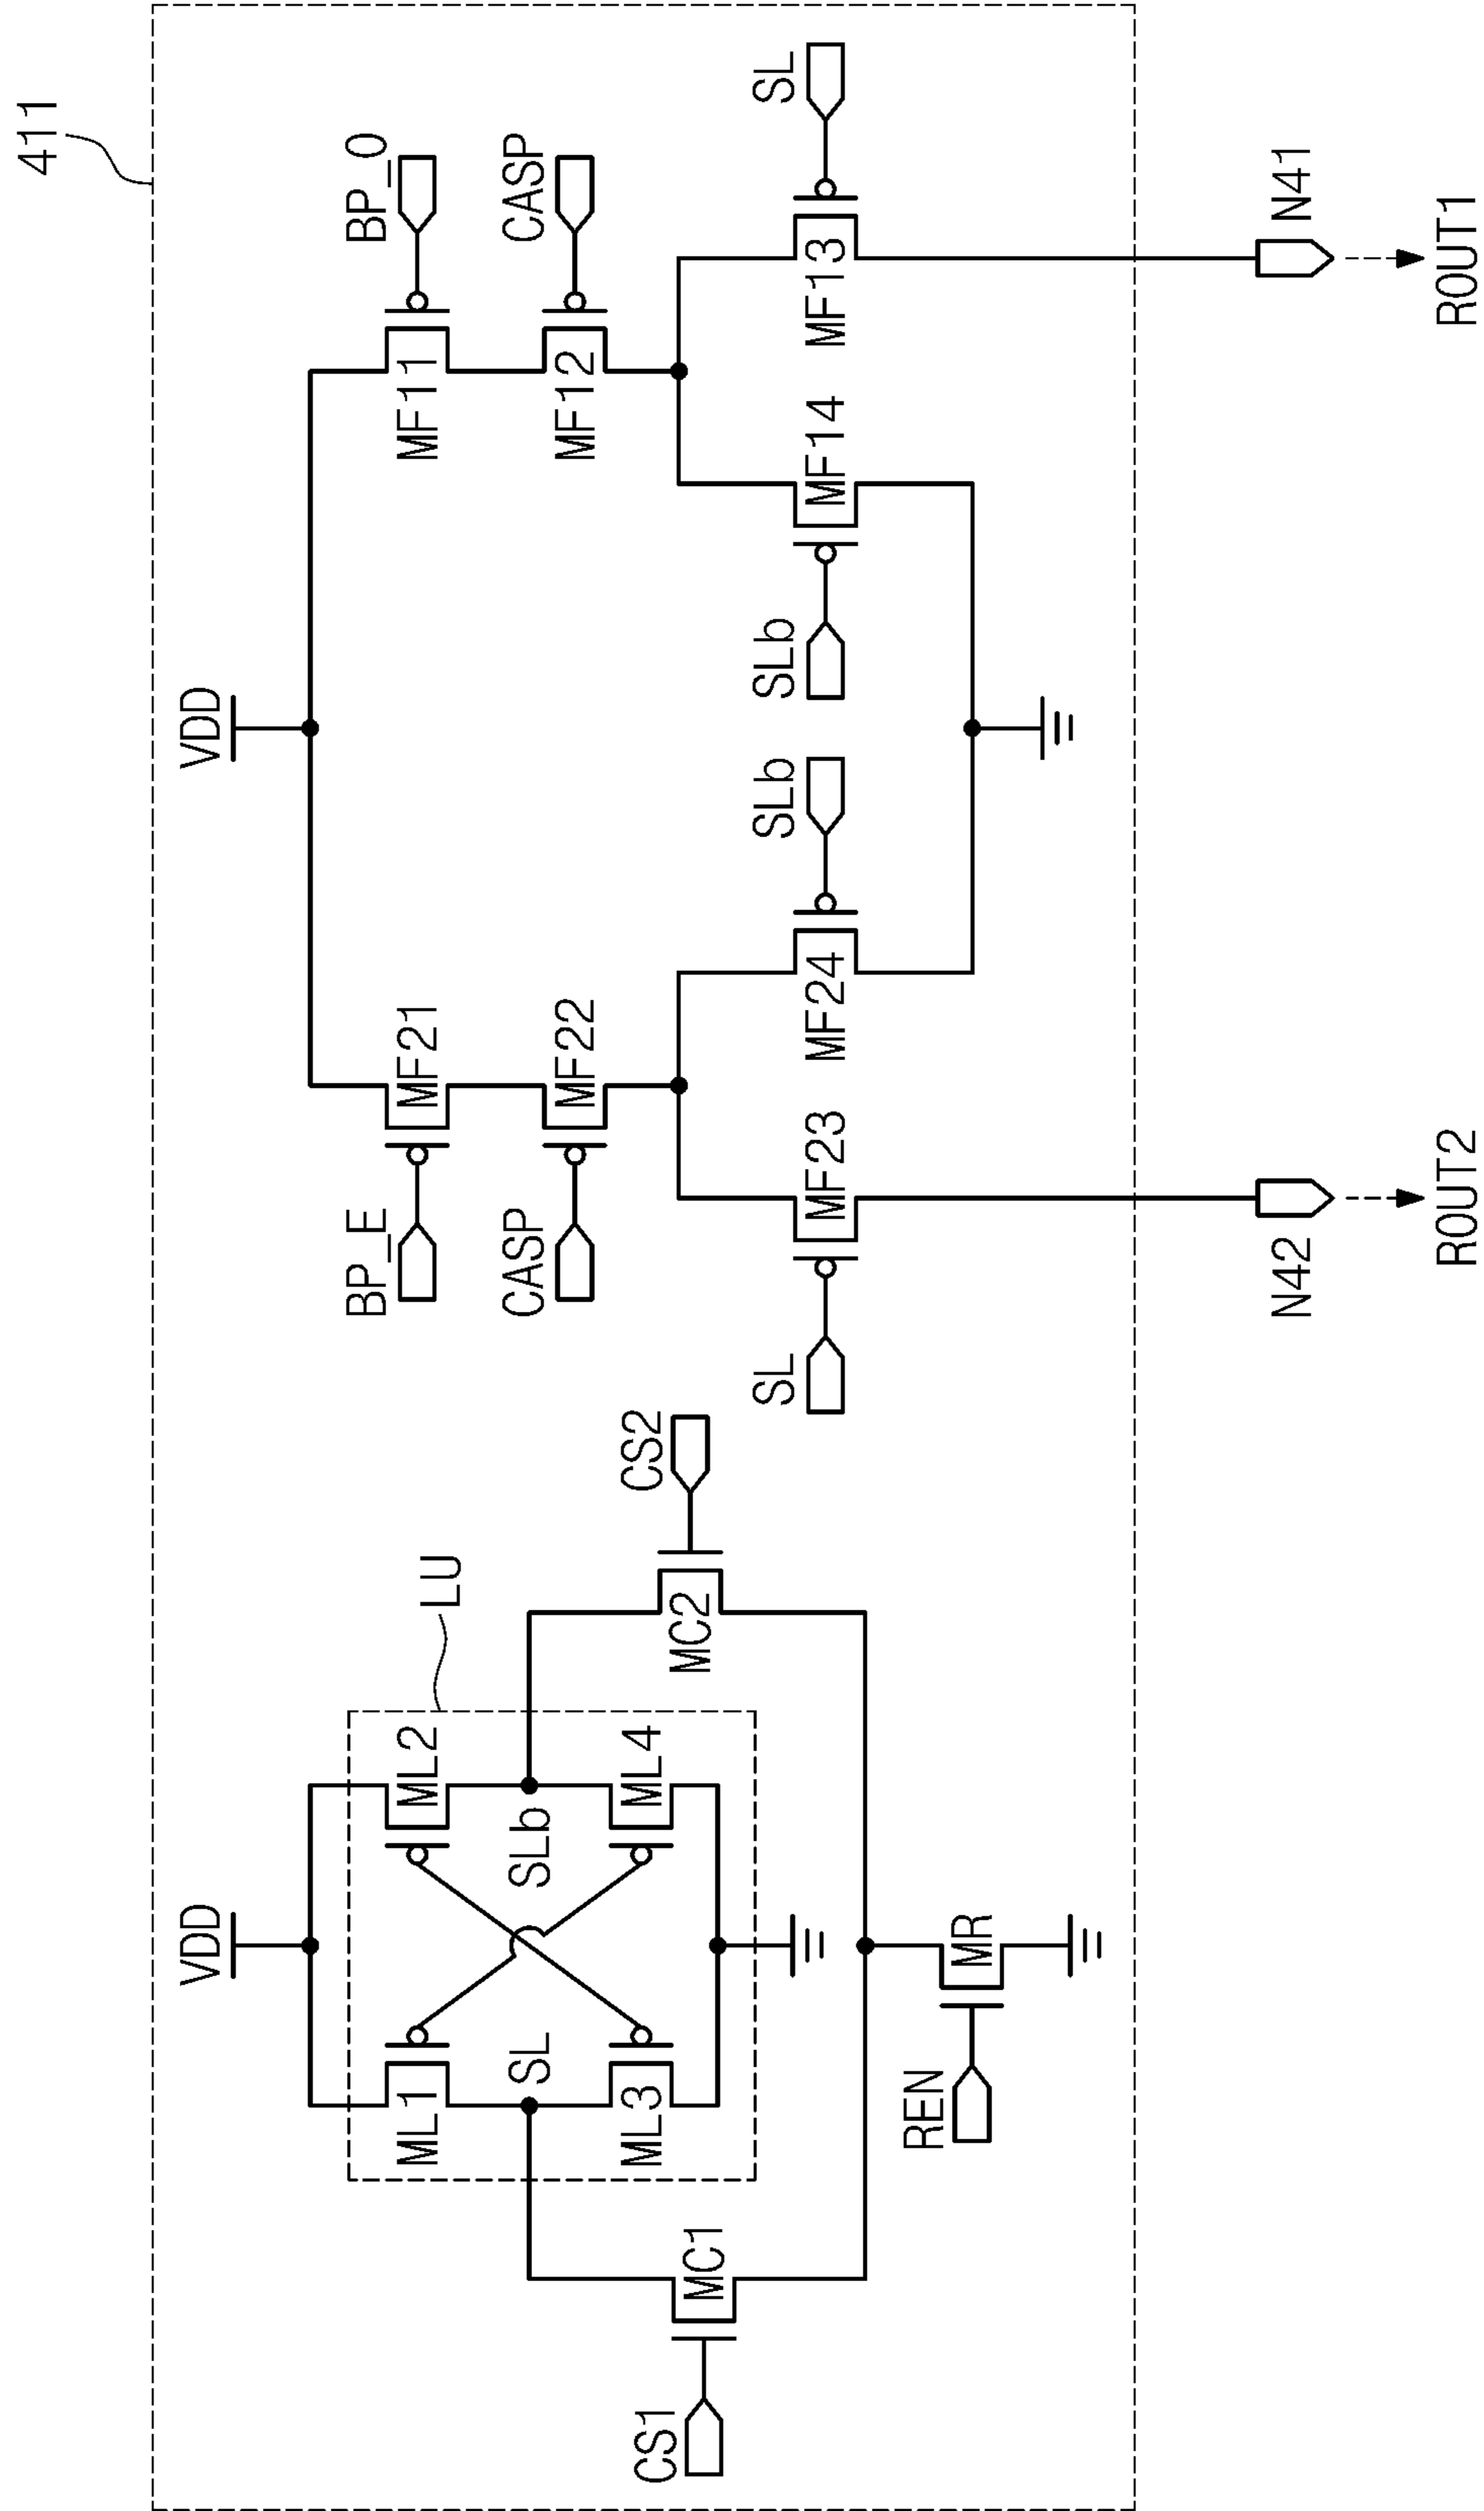 411
VDD
BP_O
BP_E
MF11
MF21
CASP
CASP
MF12
MF22
SL
SLb
SLb
SL
MF13
MF14
MF24
MF23
N41
N42
ROUT1
ROUT2
LU
VDD
ML1
ML2
SL
SLb
ML3
ML4
CS1
MC1
CS2
MC2
REN
MR